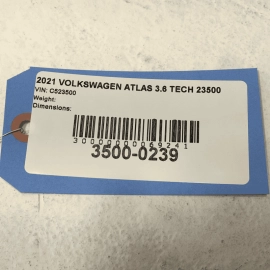 2021 VOLKSWAGEN ATLAS 3.6 TECH 23500
VIN: C523500
Weight:
Dimensions:
3000000069241
3500-0239